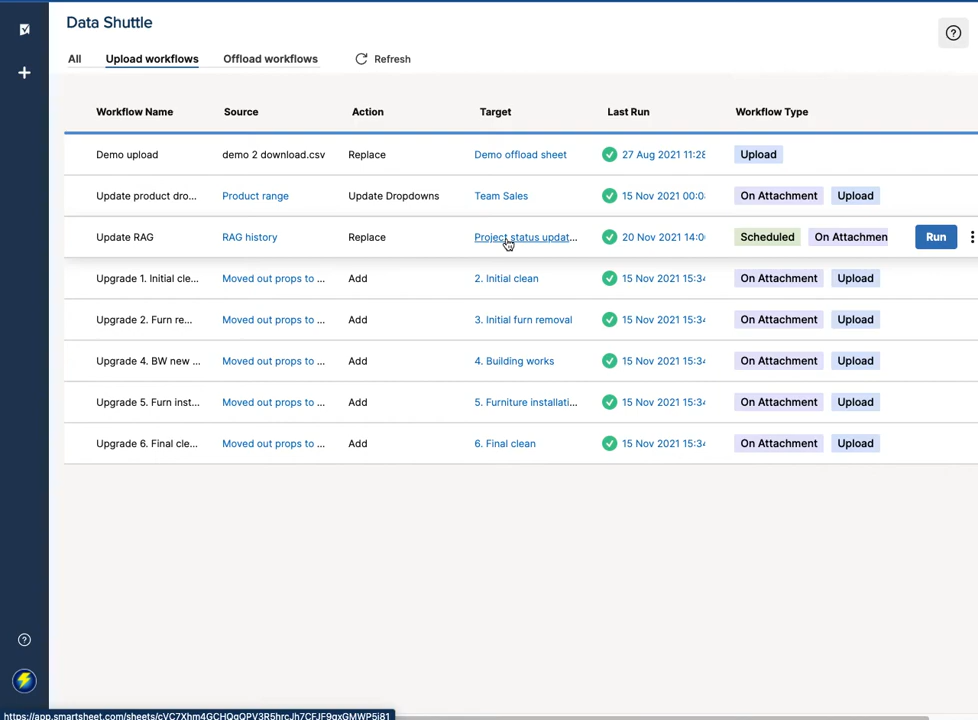 Data Shuttle
All Upload workflows Offload workflows Refresh
Workflow Name Source Action Target Last Run Workflow Type
Demo upload demo 2 download.csv Replace Demo offload sheet 27 Aug 2021 11:28 Upload
Update product dro... Product range Update Dropdowns Team Sales 15 Nov 2021 00:0 On Attachment Upload
Update RAG RAG history Replace Project status updat... 20 Nov 2021 14:0 Scheduled On Attachmen Run
Upgrade 1. Initial cle... Moved out props to ... Add 2. Initial clean 15 Nov 2021 15:34 On Attachment Upload
Upgrade 2. Furn re... Moved out props to ... Add 3. Initial furn removal 15 Nov 2021 15:34 On Attachment Upload
Upgrade 4. BW new ... Moved out props to ... Add 4. Building works 15 Nov 2021 15:34 On Attachment Upload
Upgrade 5. Furn inst... Moved out props to ... Add 5. Furniture installati... 15 Nov 2021 15:34 On Attachment Upload
Upgrade 6. Final cle... Moved out props to ... Add 6. Final clean 15 Nov 2021 15:34 On Attachment Upload